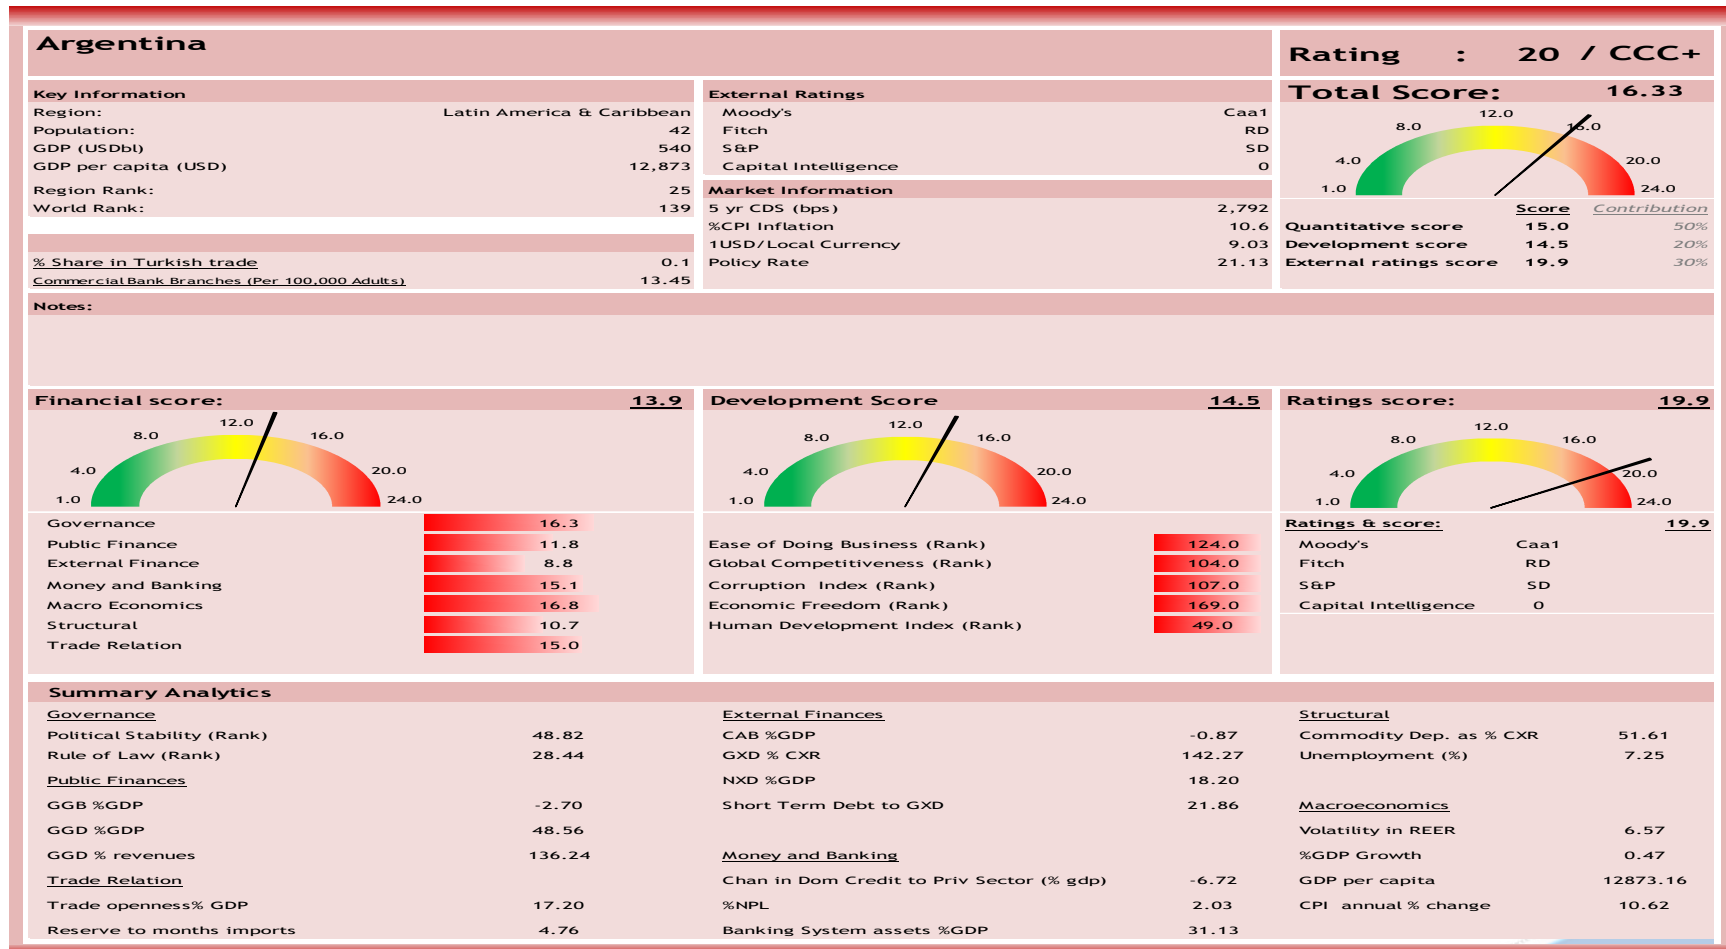 Argentina
Rating : 20 / CCC+
Key Information
Region: Latin America & Caribbean
Population: 42
GDP (USDbl) 540
GDP per capita (USD) 12,873
Region Rank: 25
World Rank: 139
% Share in Turkish trade 0.1
Commercial Bank Branches (Per 100,000 Adults) 13.45
External Ratings
Moody's Caa1
Fitch RD
S&P SD
Capital Intelligence 0
Market Information
5 yr CDS (bps) 2,792
%CPI Inflation 10.6
1USD/Local Currency 9.03
Policy Rate 21.13
Total Score: 16.33
12.0
8.0 16.0
4.0 20.0
1.0 24.0
Score Contribution
Quantitative score 15.0 50%
Development score 14.5 20%
External ratings score 19.9 30%
Notes:
Financial score: 13.9
12.0
8.0 16.0
4.0 20.0
1.0 24.0
Governance 16.3
Public Finance 11.8
External Finance 8.8
Money and Banking 15.1
Macro Economics 16.8
Structural 10.7
Trade Relation 15.0
Development Score 14.5
12.0
8.0 16.0
4.0 20.0
1.0 24.0
Ease of Doing Business (Rank) 124.0
Global Competitiveness (Rank) 104.0
Corruption Index (Rank) 107.0
Economic Freedom (Rank) 169.0
Human Development Index (Rank) 49.0
Ratings score: 19.9
12.0
8.0 16.0
4.0 20.0
1.0 24.0
Ratings & score: 19.9
Moody's Caa1
Fitch RD
S&P SD
Capital Intelligence 0
Summary Analytics
Governance
Political Stability (Rank) 48.82
Rule of Law (Rank) 28.44
Public Finances
GGB %GDP -2.70
GGD %GDP 48.56
GGD % revenues 136.24
Trade Relation
Trade openness% GDP 17.20
Reserve to months imports 4.76
External Finances
CAB %GDP -0.87
GXD % CXR 142.27
NXD %GDP 18.20
Short Term Debt to GXD 21.86
Money and Banking
Chan in Dom Credit to Priv Sector (% gdp) -6.72
%NPL 2.03
Banking System assets %GDP 31.13
Structural
Commodity Dep. as % CXR 51.61
Unemployment (%) 7.25
Macroeconomics
Volatility in REER 6.57
%GDP Growth 0.47
GDP per capita 12873.16
CPI annual % change 10.62